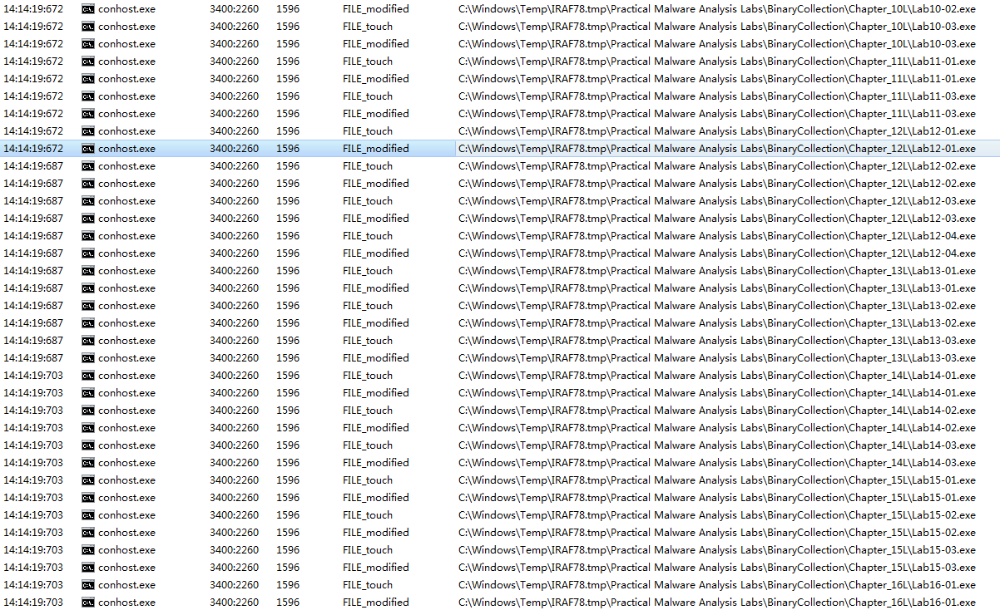 14:14:19:672 conhost.exe 3400:2260 1596 FILE_modified C:\Windows\Temp\IRAF78.tmp\Practical Malware Analysis Labs\BinaryCollection\Chapter_10L\Lab10-02.exe
14:14:19:672 conhost.exe 3400:2260 1596 FILE_touch C:\Windows\Temp\IRAF78.tmp\Practical Malware Analysis Labs\BinaryCollection\Chapter_10L\Lab10-03.exe
14:14:19:672 conhost.exe 3400:2260 1596 FILE_modified C:\Windows\Temp\IRAF78.tmp\Practical Malware Analysis Labs\BinaryCollection\Chapter_10L\Lab10-03.exe
14:14:19:672 conhost.exe 3400:2260 1596 FILE_touch C:\Windows\Temp\IRAF78.tmp\Practical Malware Analysis Labs\BinaryCollection\Chapter_11L\Lab11-01.exe
14:14:19:672 conhost.exe 3400:2260 1596 FILE_modified C:\Windows\Temp\IRAF78.tmp\Practical Malware Analysis Labs\BinaryCollection\Chapter_11L\Lab11-01.exe
14:14:19:672 conhost.exe 3400:2260 1596 FILE_touch C:\Windows\Temp\IRAF78.tmp\Practical Malware Analysis Labs\BinaryCollection\Chapter_11L\Lab11-03.exe
14:14:19:672 conhost.exe 3400:2260 1596 FILE_modified C:\Windows\Temp\IRAF78.tmp\Practical Malware Analysis Labs\BinaryCollection\Chapter_11L\Lab11-03.exe
14:14:19:672 conhost.exe 3400:2260 1596 FILE_touch C:\Windows\Temp\IRAF78.tmp\Practical Malware Analysis Labs\BinaryCollection\Chapter_12L\Lab12-01.exe
14:14:19:672 conhost.exe 3400:2260 1596 FILE_modified C:\Windows\Temp\IRAF78.tmp\Practical Malware Analysis Labs\BinaryCollection\Chapter_12L\Lab12-01.exe
14:14:19:687 conhost.exe 3400:2260 1596 FILE_touch C:\Windows\Temp\IRAF78.tmp\Practical Malware Analysis Labs\BinaryCollection\Chapter_12L\Lab12-02.exe
14:14:19:687 conhost.exe 3400:2260 1596 FILE_modified C:\Windows\Temp\IRAF78.tmp\Practical Malware Analysis Labs\BinaryCollection\Chapter_12L\Lab12-02.exe
14:14:19:687 conhost.exe 3400:2260 1596 FILE_touch C:\Windows\Temp\IRAF78.tmp\Practical Malware Analysis Labs\BinaryCollection\Chapter_12L\Lab12-03.exe
14:14:19:687 conhost.exe 3400:2260 1596 FILE_modified C:\Windows\Temp\IRAF78.tmp\Practical Malware Analysis Labs\BinaryCollection\Chapter_12L\Lab12-03.exe
14:14:19:687 conhost.exe 3400:2260 1596 FILE_touch C:\Windows\Temp\IRAF78.tmp\Practical Malware Analysis Labs\BinaryCollection\Chapter_12L\Lab12-04.exe
14:14:19:687 conhost.exe 3400:2260 1596 FILE_modified C:\Windows\Temp\IRAF78.tmp\Practical Malware Analysis Labs\BinaryCollection\Chapter_12L\Lab12-04.exe
14:14:19:687 conhost.exe 3400:2260 1596 FILE_touch C:\Windows\Temp\IRAF78.tmp\Practical Malware Analysis Labs\BinaryCollection\Chapter_13L\Lab13-01.exe
14:14:19:687 conhost.exe 3400:2260 1596 FILE_modified C:\Windows\Temp\IRAF78.tmp\Practical Malware Analysis Labs\BinaryCollection\Chapter_13L\Lab13-01.exe
14:14:19:687 conhost.exe 3400:2260 1596 FILE_touch C:\Windows\Temp\IRAF78.tmp\Practical Malware Analysis Labs\BinaryCollection\Chapter_13L\Lab13-02.exe
14:14:19:687 conhost.exe 3400:2260 1596 FILE_modified C:\Windows\Temp\IRAF78.tmp\Practical Malware Analysis Labs\BinaryCollection\Chapter_13L\Lab13-02.exe
14:14:19:687 conhost.exe 3400:2260 1596 FILE_touch C:\Windows\Temp\IRAF78.tmp\Practical Malware Analysis Labs\BinaryCollection\Chapter_13L\Lab13-03.exe
14:14:19:687 conhost.exe 3400:2260 1596 FILE_modified C:\Windows\Temp\IRAF78.tmp\Practical Malware Analysis Labs\BinaryCollection\Chapter_13L\Lab13-03.exe
14:14:19:703 conhost.exe 3400:2260 1596 FILE_touch C:\Windows\Temp\IRAF78.tmp\Practical Malware Analysis Labs\BinaryCollection\Chapter_14L\Lab14-01.exe
14:14:19:703 conhost.exe 3400:2260 1596 FILE_modified C:\Windows\Temp\IRAF78.tmp\Practical Malware Analysis Labs\BinaryCollection\Chapter_14L\Lab14-01.exe
14:14:19:703 conhost.exe 3400:2260 1596 FILE_touch C:\Windows\Temp\IRAF78.tmp\Practical Malware Analysis Labs\BinaryCollection\Chapter_14L\Lab14-02.exe
14:14:19:703 conhost.exe 3400:2260 1596 FILE_modified C:\Windows\Temp\IRAF78.tmp\Practical Malware Analysis Labs\BinaryCollection\Chapter_14L\Lab14-02.exe
14:14:19:703 conhost.exe 3400:2260 1596 FILE_touch C:\Windows\Temp\IRAF78.tmp\Practical Malware Analysis Labs\BinaryCollection\Chapter_14L\Lab14-03.exe
14:14:19:703 conhost.exe 3400:2260 1596 FILE_modified C:\Windows\Temp\IRAF78.tmp\Practical Malware Analysis Labs\BinaryCollection\Chapter_14L\Lab14-03.exe
14:14:19:703 conhost.exe 3400:2260 1596 FILE_touch C:\Windows\Temp\IRAF78.tmp\Practical Malware Analysis Labs\BinaryCollection\Chapter_15L\Lab15-01.exe
14:14:19:703 conhost.exe 3400:2260 1596 FILE_modified C:\Windows\Temp\IRAF78.tmp\Practical Malware Analysis Labs\BinaryCollection\Chapter_15L\Lab15-01.exe
14:14:19:703 conhost.exe 3400:2260 1596 FILE_touch C:\Windows\Temp\IRAF78.tmp\Practical Malware Analysis Labs\BinaryCollection\Chapter_15L\Lab15-02.exe
14:14:19:703 conhost.exe 3400:2260 1596 FILE_modified C:\Windows\Temp\IRAF78.tmp\Practical Malware Analysis Labs\BinaryCollection\Chapter_15L\Lab15-02.exe
14:14:19:703 conhost.exe 3400:2260 1596 FILE_touch C:\Windows\Temp\IRAF78.tmp\Practical Malware Analysis Labs\BinaryCollection\Chapter_15L\Lab15-03.exe
14:14:19:703 conhost.exe 3400:2260 1596 FILE_modified C:\Windows\Temp\IRAF78.tmp\Practical Malware Analysis Labs\BinaryCollection\Chapter_15L\Lab15-03.exe
14:14:19:703 conhost.exe 3400:2260 1596 FILE_touch C:\Windows\Temp\IRAF78.tmp\Practical Malware Analysis Labs\BinaryCollection\Chapter_16L\Lab16-01.exe
14:14:19:703 conhost.exe 3400:2260 1596 FILE_modified C:\Windows\Temp\IRAF78.tmp\Practical Malware Analysis Labs\BinaryCollection\Chapter_16L\Lab16-01.exe